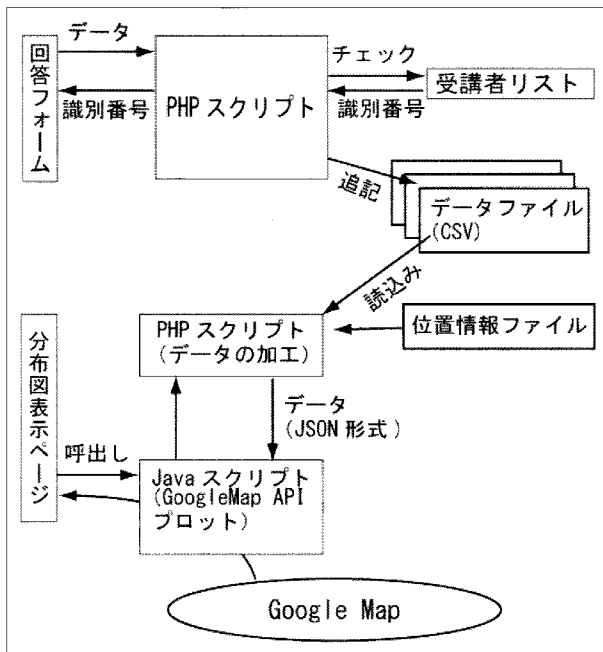 データ
チェック
回答フォーム
識別番号
PHP スクリプト
受講者リスト
識別番号
追記
データファイル
(CSV)
読込み
PHP スクリプト
(データの加工)
位置情報ファイル
分布図表示ページ
データ
(JSON 形式)
呼出し
Java スクリプト
(GoogleMap API
プロット)
Google Map